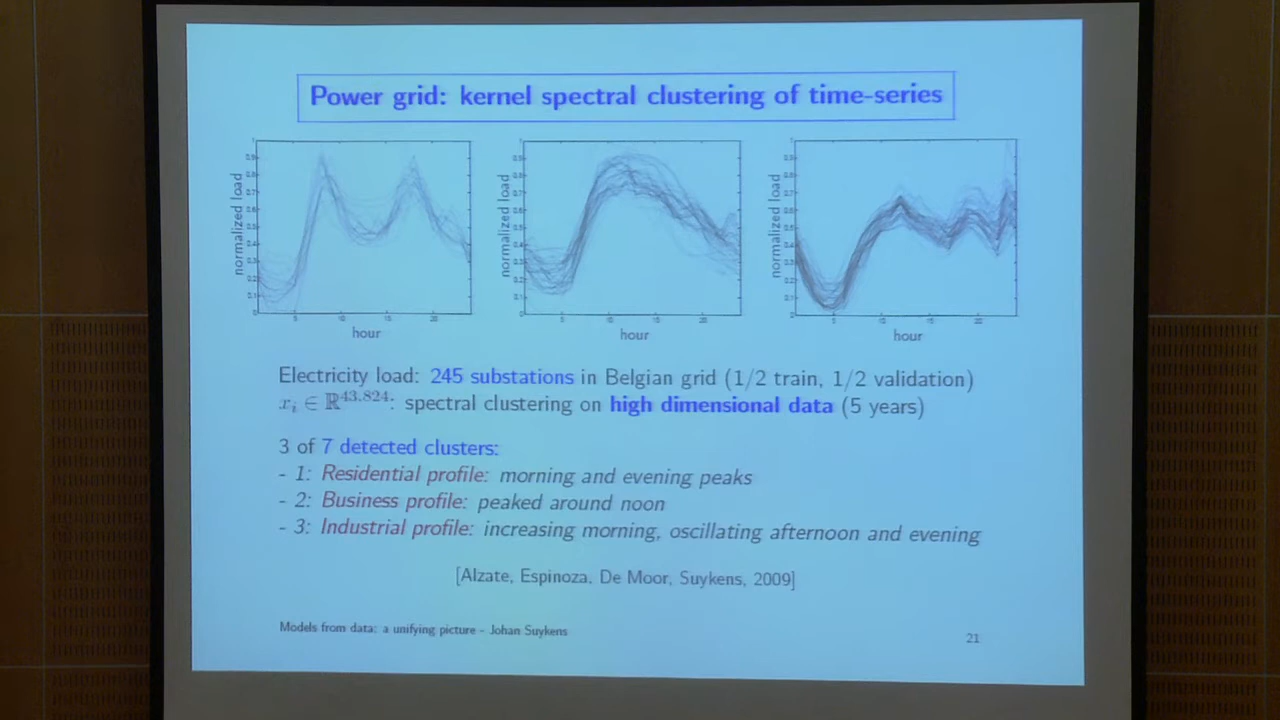 Power grid: kernel spectral clustering of time-series
normalized load
normalized load
normalized load
hour
hour
hour
Electricity load: 245 substations in Belgian grid (1/2 train, 1/2 validation)
xᵢ ∈ ℝ⁴³·⁸²⁴: spectral clustering on high dimensional data (5 years)
3 of 7 detected clusters:
- 1: Residential profile: morning and evening peaks
- 2: Business profile: peaked around noon
- 3: Industrial profile: increasing morning, oscillating afternoon and evening
[Alzate, Espinoza, De Moor, Suykens, 2009]
Models from data: a unifying picture - Johan Suykens
21